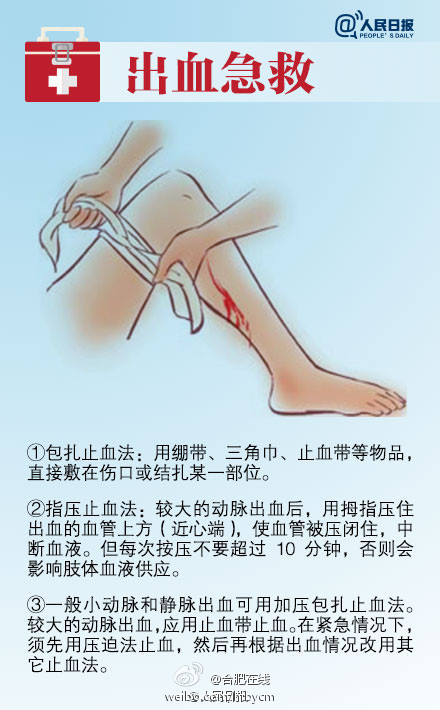 @人民日报
PEOPLE'S DAILY
出血急救
①包扎止血法：用绷带、三角巾、止血带等物品，
直接敷在伤口或结扎某一部位。
②指压止血法：较大的动脉出血后，用拇指压住
出血的血管上方（近心端），使血管被压闭住，中
断血液。但每次按压不要超过 10 分钟，否则会
影响肢体血液供应。
③一般小动脉和静脉出血可用加压包扎止血法。
较大的动脉出血，应用止血带止血。在紧急情况下，
须先用压迫法止血，然后再根据出血情况改用其
它止血法。
@合肥在线
@人民日报